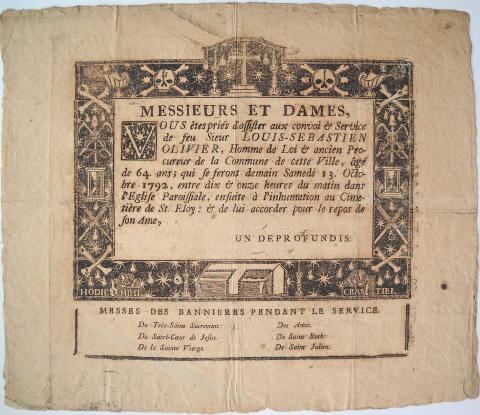 MESSIEURS ET DAMES,
VOUS êtes priés d'assister aux convoi & Service
de feu Sieur LOUIS-SEBASTIEN
OLIVIER, Homme de Loi & ancien Pro-
cureur de la Commune de cette Ville, âgé
de 64 ans; qui se feront demain Samedi 13. Octo-
bre 1792, entre dix & onze heures du matin dans
l'Eglise Paroissiale, ensuite à l'inhumation au Cime-
tière de St. Eloy: & de lui accorder pour le repos de
son Ame,
UN DEPROFUNDIS.
HODIE MIHI
CRAS TIBI.
MESSES DES BANNIERES PENDANT LE SERVICE.
Du Très-Saint Sacrement.
Du Sacré-Cœur de Jesus.
De la Sainte Vierge.
Des Ames.
De Saint Roch.
De Saint Julien.